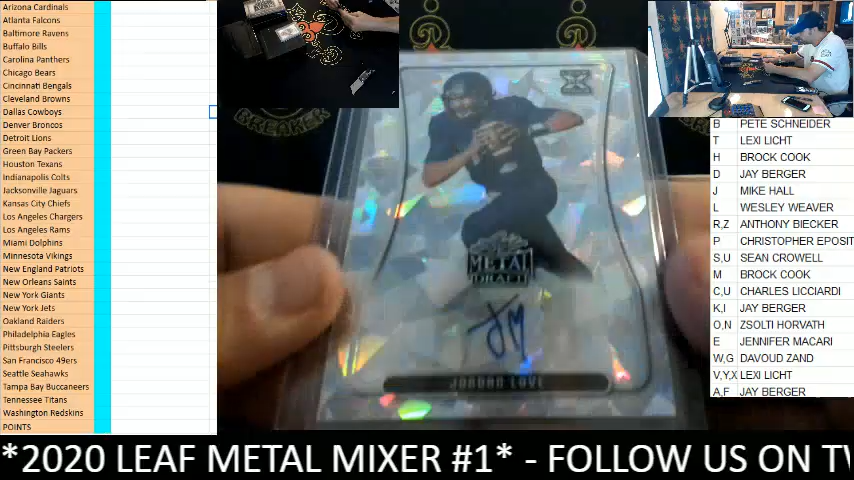 Arizona Cardinals
Atlanta Falcons
Baltimore Ravens
Buffalo Bills
Carolina Panthers
Chicago Bears
Cincinnati Bengals
Cleveland Browns
Dallas Cowboys
Denver Broncos
Detroit Lions
Green Bay Packers
Houston Texans
Indianapolis Colts
Jacksonville Jaguars
Kansas City Chiefs
Los Angeles Chargers
Los Angeles Rams
Miami Dolphins
Minnesota Vikings
New England Patriots
New Orleans Saints
New York Giants
New York Jets
Oakland Raiders
Philadelphia Eagles
Pittsburgh Steelers
San Francisco 49ers
Seattle Seahawks
Tampa Bay Buccaneers
Tennessee Titans
Washington Redskins
POINTS
BREAKER
METAL
DRAFT
JORDAN LOVE
B PETE SCHNEIDER
T LEXI LICHT
H BROCK COOK
D JAY BERGER
J MIKE HALL
L WESLEY WEAVER
R,Z ANTHONY BIECKER
P CHRISTOPHER EPOSIT
S,U SEAN CROWELL
M BROCK COOK
C,U CHARLES LICCIARDI
K,I JAY BERGER
O,N ZSOLTI HORVATH
E JENNIFER MACARI
W,G DAVOUD ZAND
V,Y,X LEXI LICHT
A,F JAY BERGER
*2020 LEAF METAL MIXER #1* - FOLLOW US ON TV